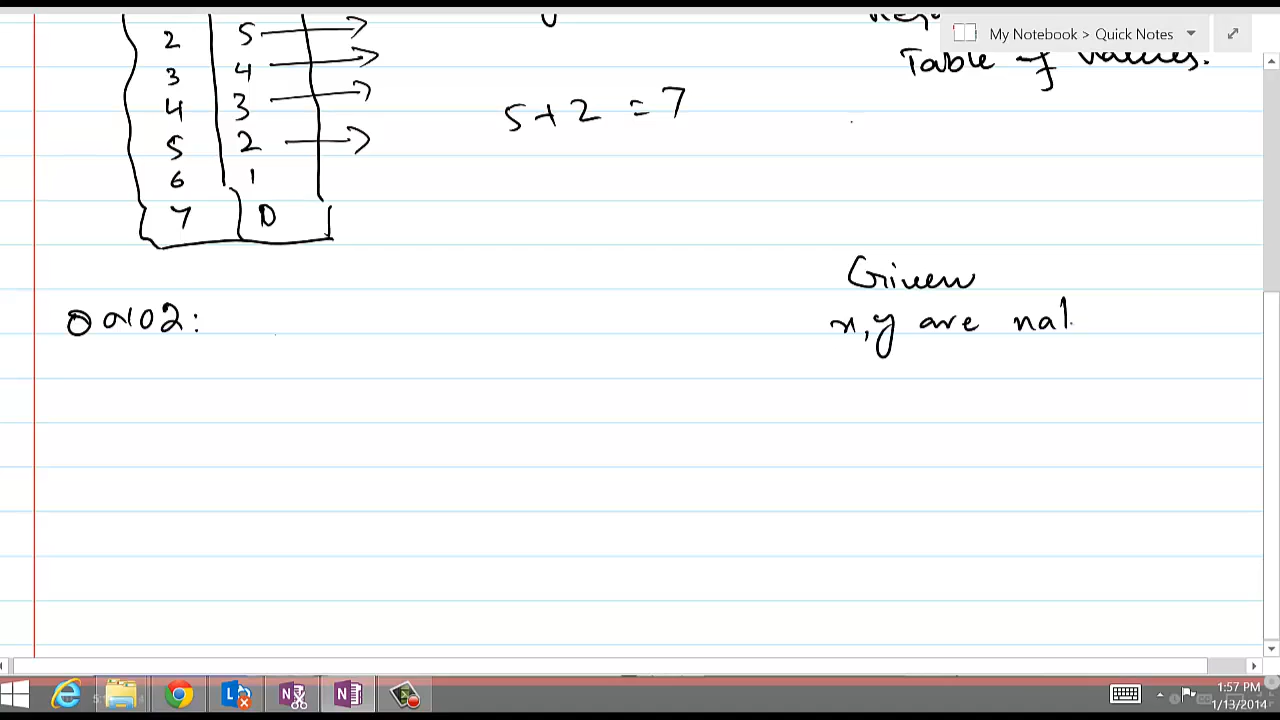 My Notebook > Quick Notes
Table of values.
2 5
3 4
4 3
5 2
6 1
7 0
5+2 = 7
Given
x,y are nat
02:
1:57 PM
1/13/2014